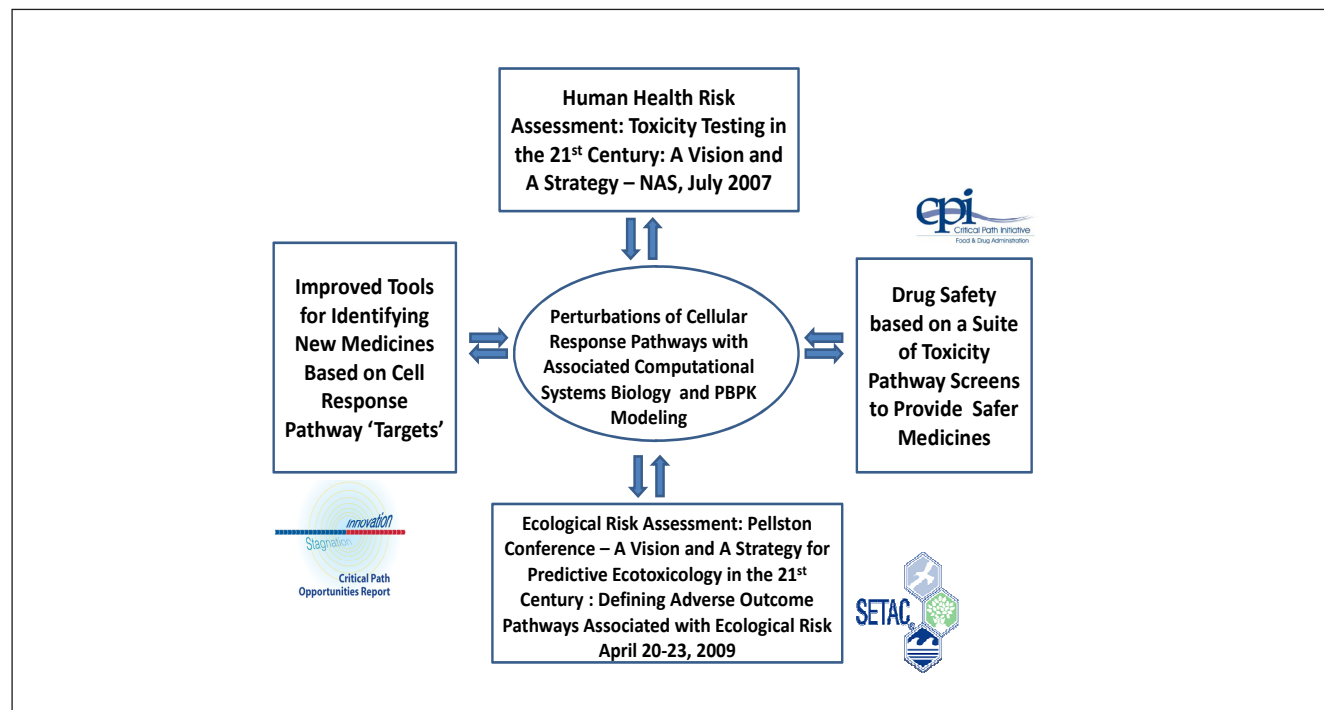 Human Health Risk
Assessment: Toxicity Testing in
the 21st Century: A Vision and
A Strategy – NAS, July 2007
cpi
Critical Path Initiative
Food & Drug Administration
Improved Tools
for Identifying
New Medicines
Based on Cell
Response
Pathway ‘Targets’
Perturbations of Cellular
Response Pathways with
Associated Computational
Systems Biology and PBPK
Modeling
Drug Safety
based on a Suite
of Toxicity
Pathway Screens
to Provide Safer
Medicines
Innovation
Stagnation
Critical Path
Opportunities Report
Ecological Risk Assessment: Pellston
Conference – A Vision and A Strategy for
Predictive Ecotoxicology in the 21st
Century : Defining Adverse Outcome
Pathways Associated with Ecological Risk
April 20-23, 2009
SETAC